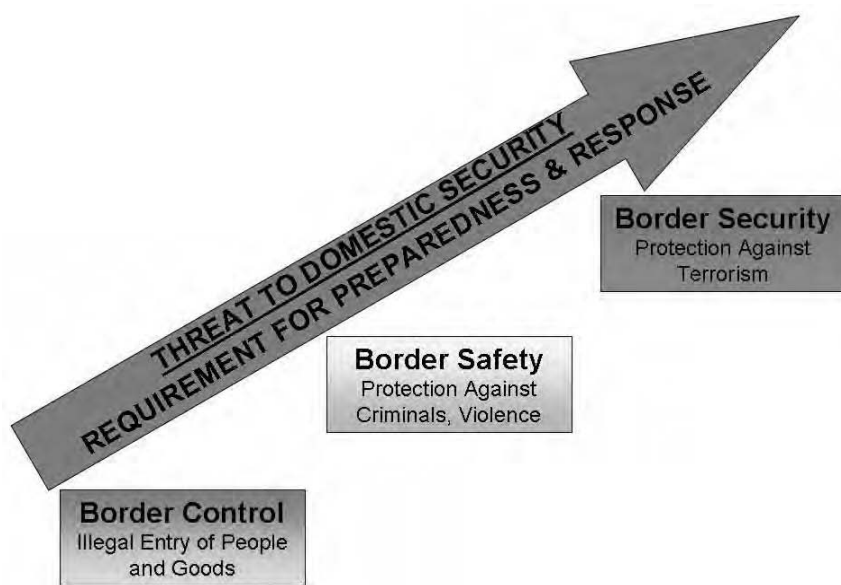 THREAT TO DOMESTIC SECURITY
REQUIREMENT FOR PREPAREDNESS & RESPONSE
Border Security
Protection Against
Terrorism
Border Safety
Protection Against
Criminals, Violence
Border Control
Illegal Entry of People
and Goods